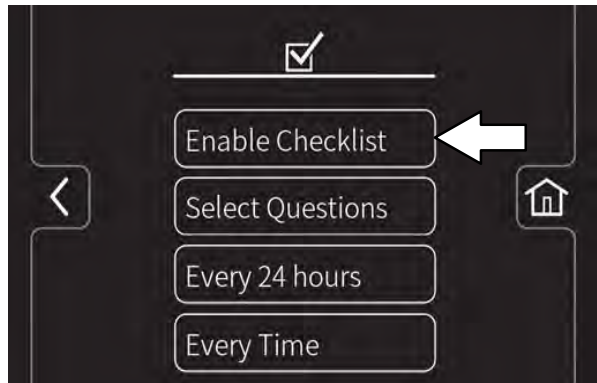 Enable Checklist
Select Questions
Every 24 hours
Every Time